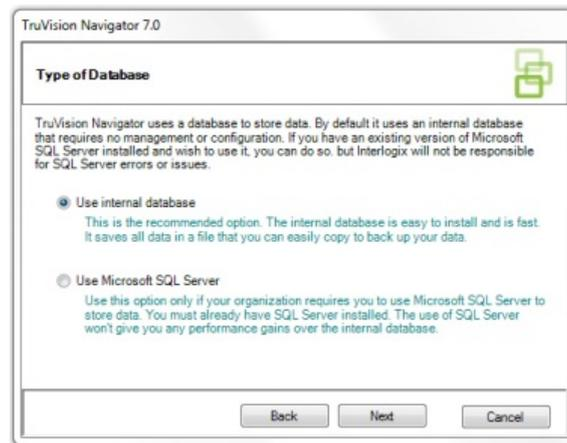 TruVision Navigator 7.0
Type of Database
TruVision Navigator uses a database to store data. By default it uses an internal database
that requires no management or configuration. If you have an existing version of Microsoft
SQL Server installed and wish to use it, you can do so. but Interlogix will not be responsible
for SQL Server errors or issues.
Use internal database
This is the recommended option. The internal database is easy to install and is fast.
It saves all data in a file that you can easily copy to back up your data.
Use Microsoft SQL Server
Use this option only if your organization requires you to use Microsoft SQL Server to
store data. You must already have SQL Server installed. The use of SQL Server
won't give you any performance gains over the internal database.
Back
Next
Cancel